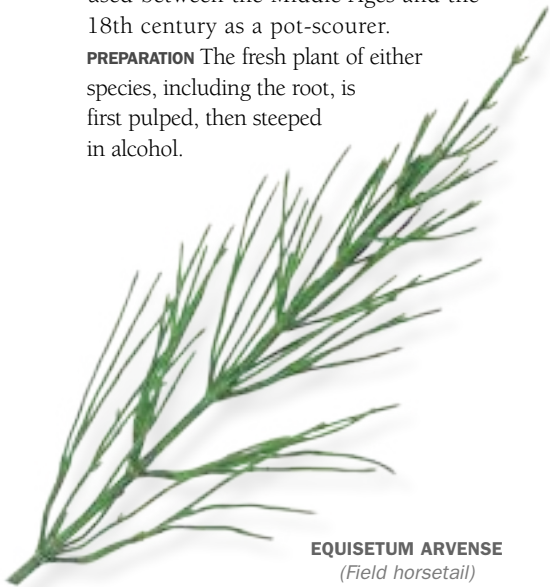 used between the Middle Ages and the
18th century as a pot-scourer.
PREPARATION The fresh plant of either
species, including the root, is
first pulped, then steeped
in alcohol.
EQUISETUM ARVENSE
(Field horsetail)